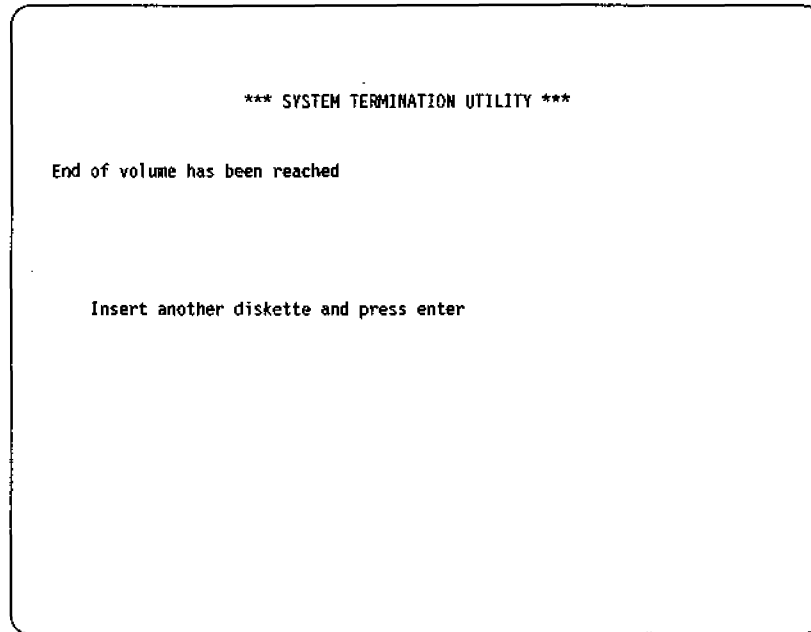 *** SYSTEM TERMINATION UTILITY ***
End of volume has been reached
Insert another diskette and press enter